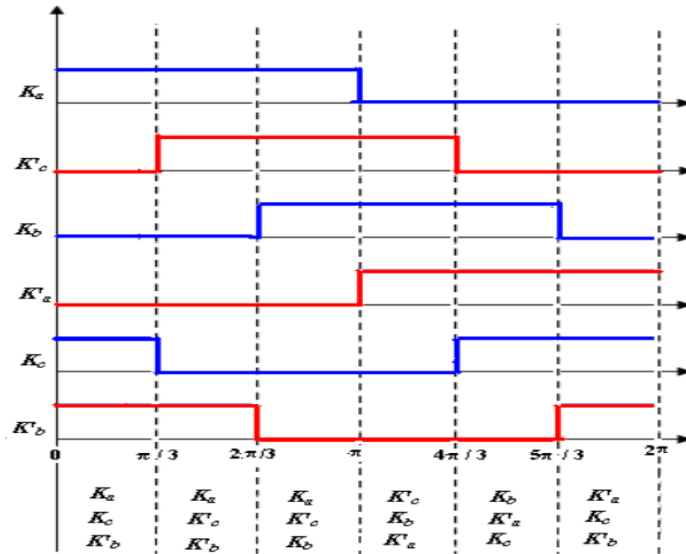 Ka
K'c
Kb
K'a
Kc
K'b
0 π/3 2π/3 π 4π/3 5π/3 2π
Ka Ka Ka K'c Kb K'a
Kc K'c K'c Kb K'a Kc
K'b K'b Kb K'a Kc K'b